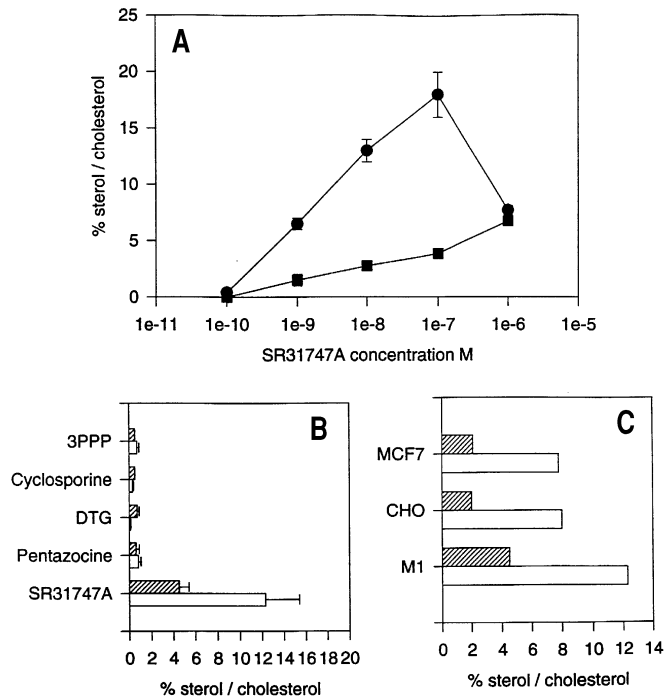 A
25
20
15
10
5
0
% sterol / cholesterol
1e-11 1e-10 1e-9 1e-8 1e-7 1e-6 1e-5
SR31747A concentration M
B
3PPP
Cyclosporine
DTG
Pentazocine
SR31747A
0 2 4 6 8 10 12 14 16 18 20
% sterol / cholesterol
C
MCF7
CHO
M1
0 2 4 6 8 10 12 14
% sterol / cholesterol